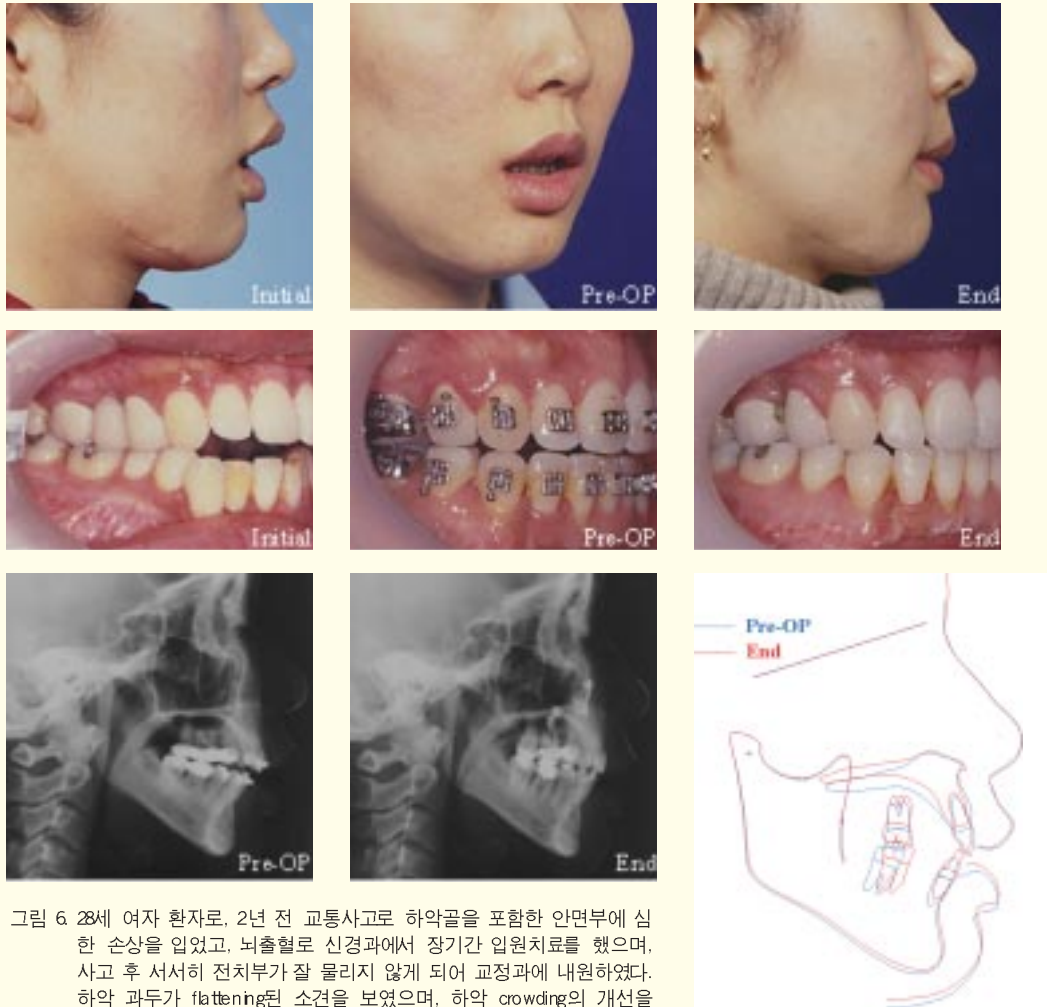 Initial
Pre-OP
End
Initial
Pre-OP
End
Pre-OP
End
Pre-OP
End
그림 6. 28세 여자 환자로, 2년 전 교통사고로 하악골을 포함한 안면부에 심
한 손상을 입었고, 뇌출혈로 신경과에서 장기간 입원치료를 했으며,
사고 후 서서히 전치부가 잘 물리지 않게 되어 교정과에 내원하였다.
하악 과두가 flattening된 소견을 보였으며, 하악 crowding의 개선을